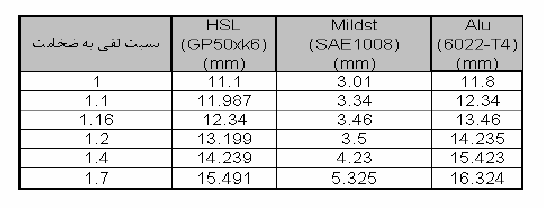 نسبت لقی به ضخامت HSL (GP50xk6) (mm) Mildst (SAE1008) (mm) Alu (6022-T4) (mm)
1 11.1 3.01 11.8
1.1 11.987 3.34 12.34
1.16 12.34 3.46 13.46
1.2 13.199 3.5 14.235
1.4 14.239 4.23 15.423
1.7 15.491 5.325 16.324